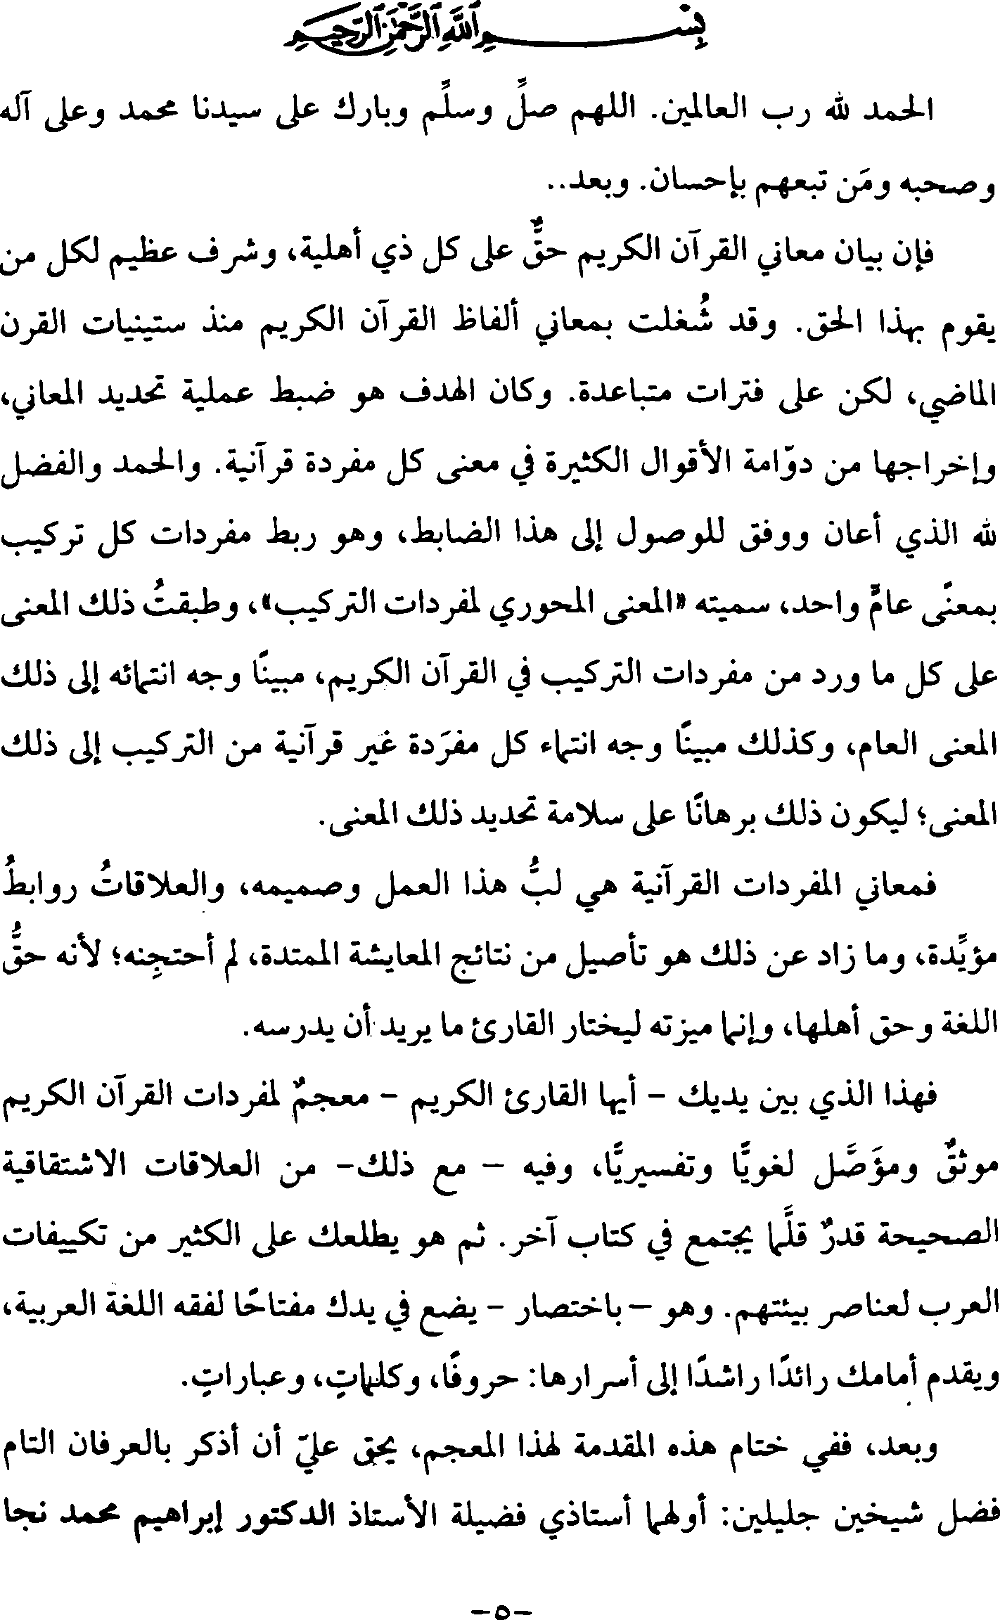 بسم الله الرحمن الرحيم
الحمد لله رب العالمين. اللهم صلِّ وسلِّم وبارك على سيدنا محمد وعلى آله
وصحبه ومَن تبعهم بإحسان. وبعد..
فإن بيان معاني القرآن الكريم حقٌّ على كل ذي أهلية، وشرف عظيم لكل من
يقوم بهذا الحق. وقد شُغلت بمعاني ألفاظ القرآن الكريم منذ ستينيات القرن
الماضي، لكن على فترات متباعدة. وكان الهدف هو ضبط عملية تحديد المعاني،
وإخراجها من دوّامة الأقوال الكثيرة في معنى كل مفردة قرآنية. والحمد والفضل
لله الذي أعان ووفق للوصول إلى هذا الضابط، وهو ربط مفردات كل تركيب
بمعنًى عامٍّ واحد، سميته «المعنى المحوري لمفردات التركيب»، وطبقتُ ذلك المعنى
على كل ما ورد من مفردات التركيب في القرآن الكريم، مبينًا وجه انتمائه إلى ذلك
المعنى العام، وكذلك مبينًا وجه انتماء كل مفرَدة غير قرآنية من التركيب إلى ذلك
المعنى؛ ليكون ذلك برهانًا على سلامة تحديد ذلك المعنى.
فمعاني المفردات القرآنية هي لبُّ هذا العمل وصميمه، والعلاقاتُ روابطُ
مؤيِّدة، وما زاد عن ذلك هو تأصيل من نتائج المعايشة الممتدة، لم أحتجِنه؛ لأنه حقُّ
اللغة وحق أهلها، وإنما ميزته ليختار القارئ ما يريد أن يدرسه.
فهذا الذي بين يديك – أيها القارئ الكريم – معجمٌ لمفردات القرآن الكريم
موثقٌ ومؤَصَّل لغويًّا وتفسيريًّا، وفيه – مع ذلك- من العلاقات الاشتقاقية
الصحيحة قدرٌ قلَّما يجتمع في كتاب آخر. ثم هو يطلعك على الكثير من تكييفات
العرب لعناصر بيئتهم. وهو – باختصار – يضع في يدك مفتاحًا لفقه اللغة العربية،
ويقدم أمامك رائدًا راشدًا إلى أسرارها: حروفًا، وكلماتٍ، وعباراتٍ.
وبعد، ففي ختام هذه المقدمة لهذا المعجم، يحق عليّ أن أذكر بالعرفان التام
فضل شيخين جليلين: أولهما أستاذي فضيلة الأستاذ الدكتور إبراهيم محمد نجا
–٥–